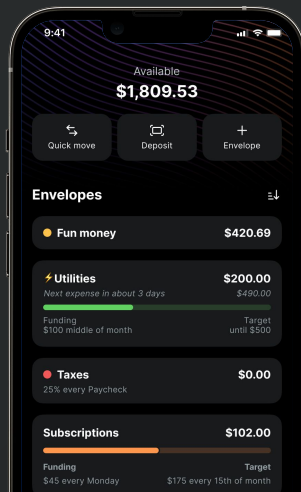 9:41
Available
$1,809.53
Quick move
Deposit
Envelope
Envelopes
Fun money $420.69
⚡Utilities $200.00
Next expense in about 3 days $490.00
Funding Target
$100 middle of month until $500
Taxes $0.00
25% every Paycheck
Subscriptions $102.00
Funding Target
$45 every Monday $175 every 15th of month